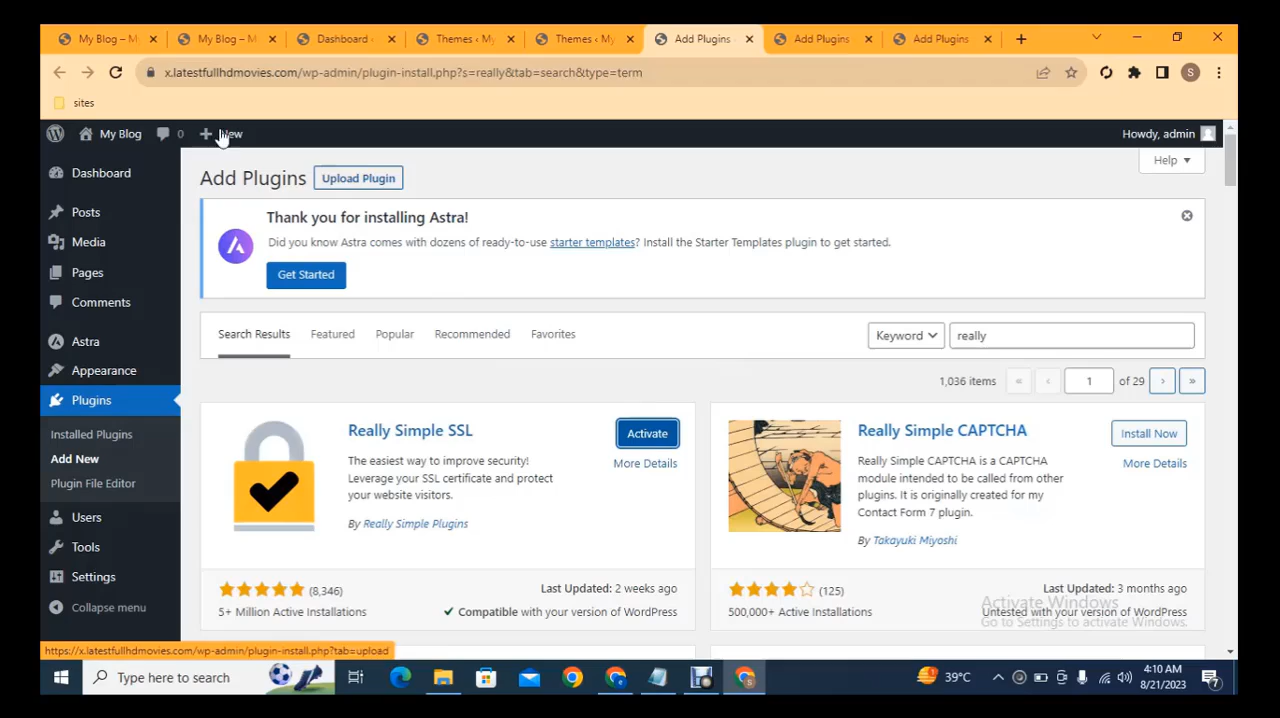 My Blog – M
My Blog – M
Dashboard
Themes ‹ My
Themes ‹ My
Add Plugins
Add Plugins
Add Plugins
x.latestfullhdmovies.com/wp-admin/plugin-install.php?s=really&tab=search&type=term
S
sites
My Blog
0
New
Howdy, admin
Help
Dashboard
Posts
Media
Pages
Comments
Astra
Appearance
Plugins
Installed Plugins
Add New
Plugin File Editor
Users
Tools
Settings
Collapse menu
Add Plugins
Upload Plugin
Thank you for installing Astra!
Did you know Astra comes with dozens of ready-to-use starter templates? Install the Starter Templates plugin to get started.
Get Started
Search Results
Featured
Popular
Recommended
Favorites
Keyword
really
1,036 items
«
‹
1
of 29
›
»
Really Simple SSL
Activate
More Details
The easiest way to improve security!
Leverage your SSL certificate and protect
your website visitors.
By Really Simple Plugins
(8,346)
5+ Million Active Installations
Last Updated: 2 weeks ago
Compatible with your version of WordPress
Really Simple CAPTCHA
Install Now
More Details
Really Simple CAPTCHA is a CAPTCHA
module intended to be called from other
plugins. It is originally created for my
Contact Form 7 plugin.
By Takayuki Miyoshi
(125)
500,000+ Active Installations
Last Updated: 3 months ago
Untested with your version of WordPress
Activate Windows
Go to Settings to activate Windows.
https://x.latestfullhdmovies.com/wp-admin/plugin-install.php?tab=upload
Type here to search
39°C
4:10 AM
8/21/2023
7